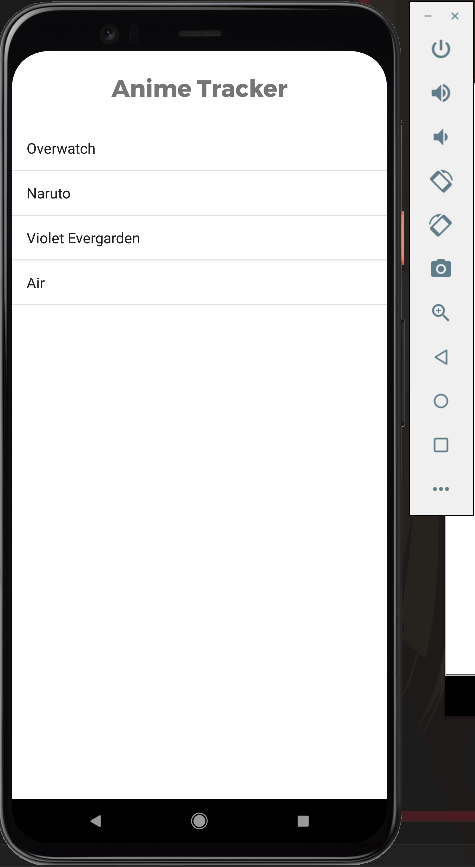 Anime Tracker
Overwatch
Naruto
Violet Evergarden
Air